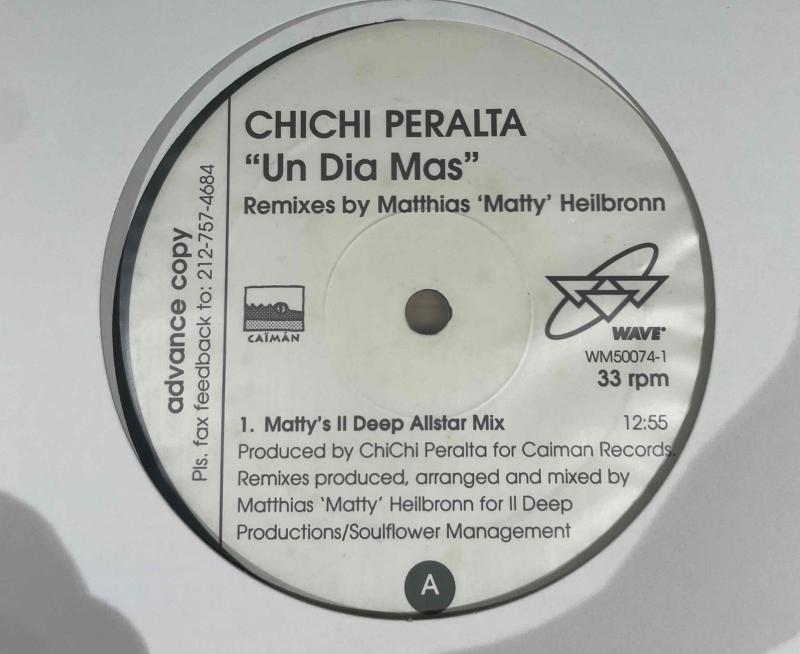 CHICHI PERALTA
“Un Dia Mas”
Remixes by Matthias ‘Matty’ Heilbronn
advance copy
Pls. fax feedback to: 212-757-4684
CAÏMÁN
WAVE
WM50074-1
33 rpm
1. Matty's II Deep Allstar Mix 12:55
Produced by ChiChi Peralta for Caiman Records.
Remixes produced, arranged and mixed by
Matthias ‘Matty’ Heilbronn for II Deep
Productions/Soulflower Management
A